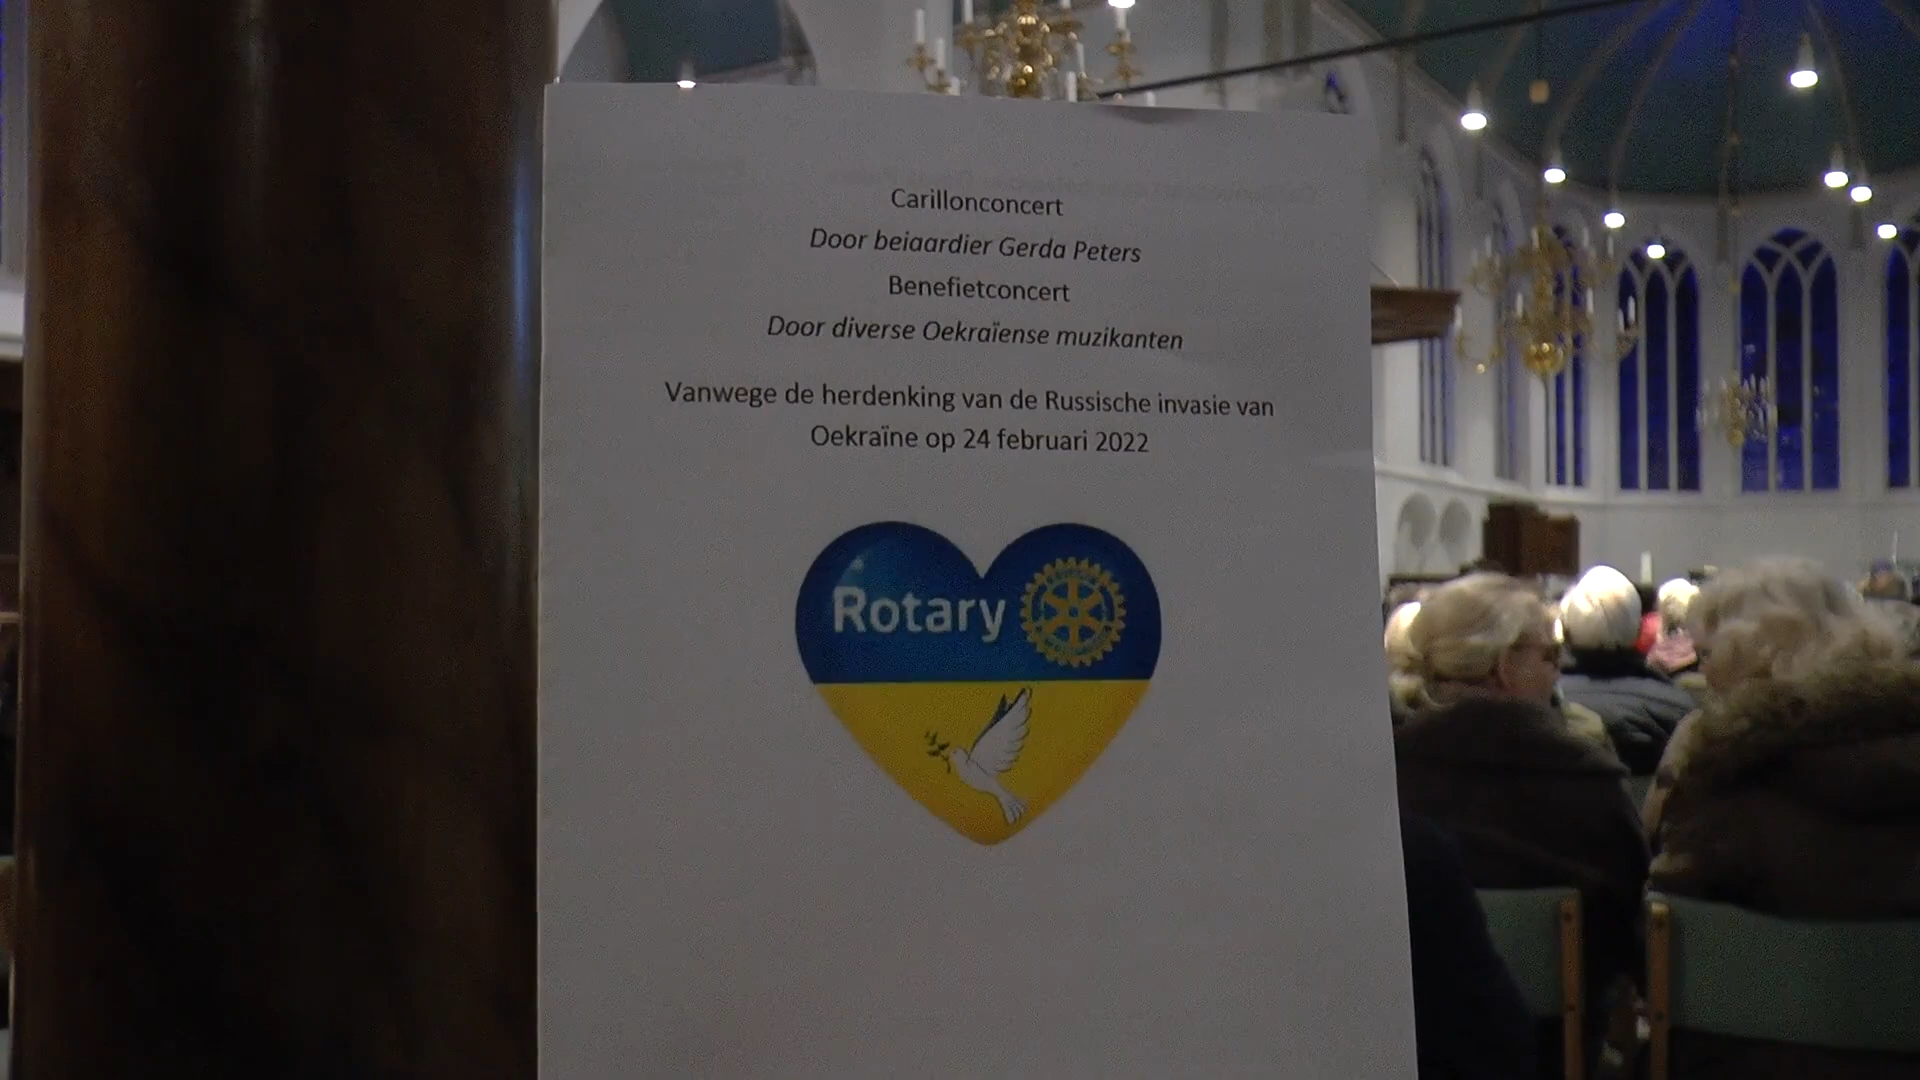 Carillonconcert
Door beiaardier Gerda Peters
Benefietconcert
Door diverse Oekraïense muzikanten
Vanwege de herdenking van de Russische invasie van
Oekraïne op 24 februari 2022
Rotary